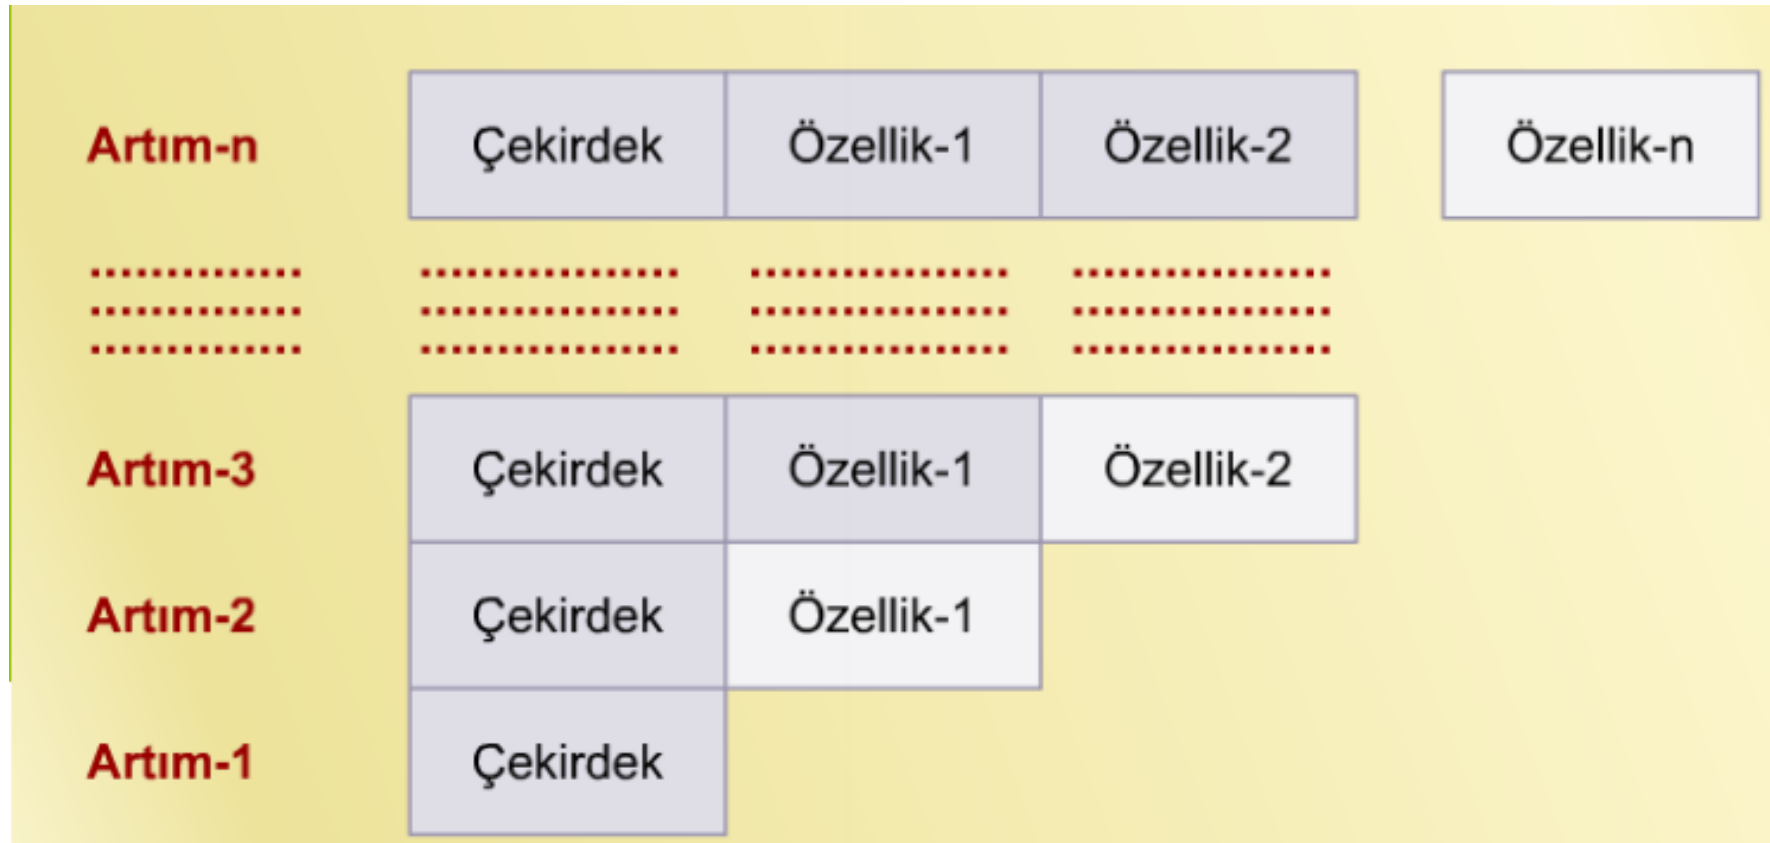 Artım-n Çekirdek Özellik-1 Özellik-2 Özellik-n
Artım-3 Çekirdek Özellik-1 Özellik-2
Artım-2 Çekirdek Özellik-1
Artım-1 Çekirdek